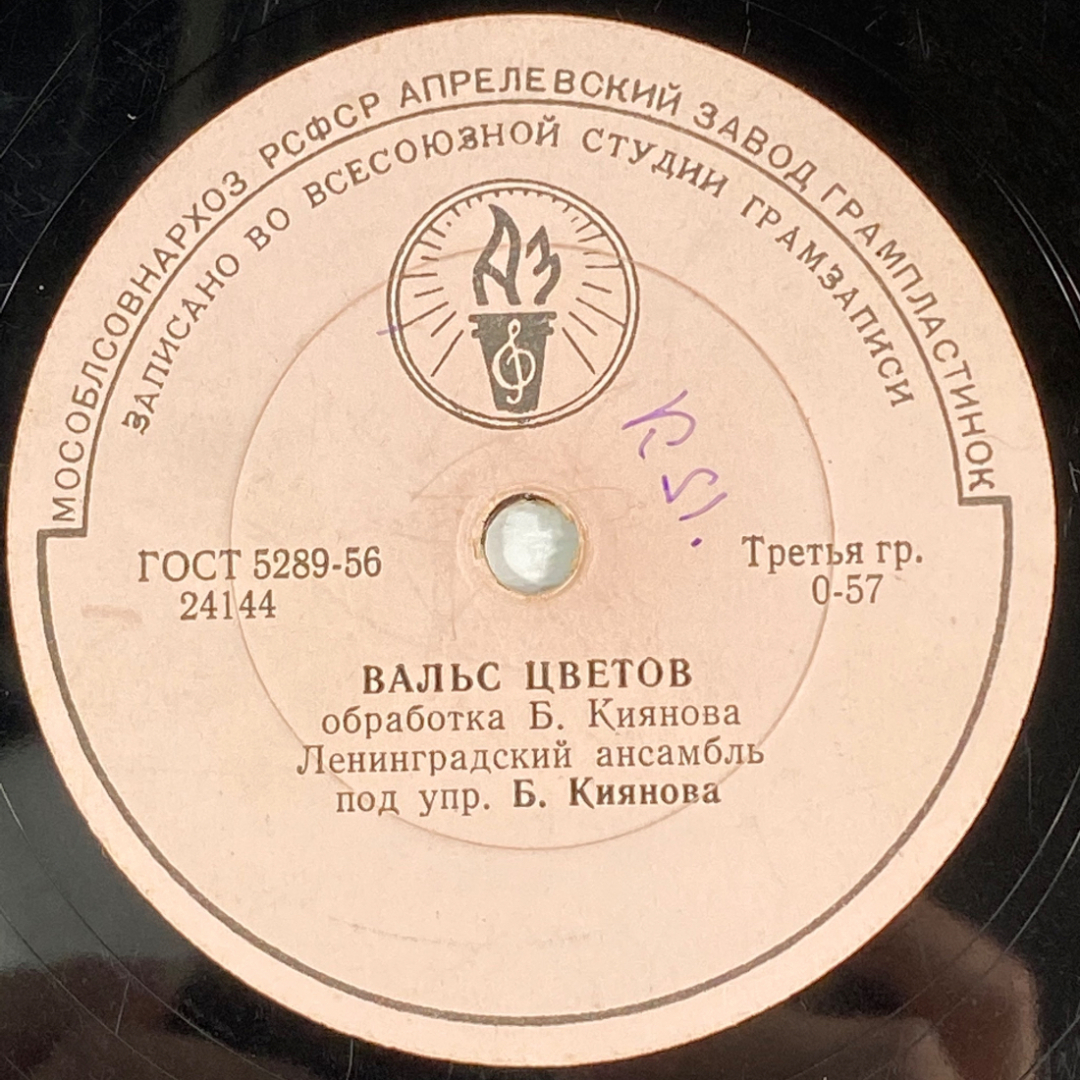 МОСОБЛСОВНАРХОЗ РСФСР АПРЕЛЕВСКИЙ ЗАВОД ГРАМПЛАСТИНОК
ЗАПИСАНО ВО ВСЕСОЮЗНОЙ СТУДИИ ГРАМЗАПИСИ
АЗ
ГОСТ 5289-56
24144
Третья гр.
0-57
ВАЛЬС ЦВЕТОВ
обработка Б. Киянова
Ленинградский ансамбль
под упр. Б. Киянова